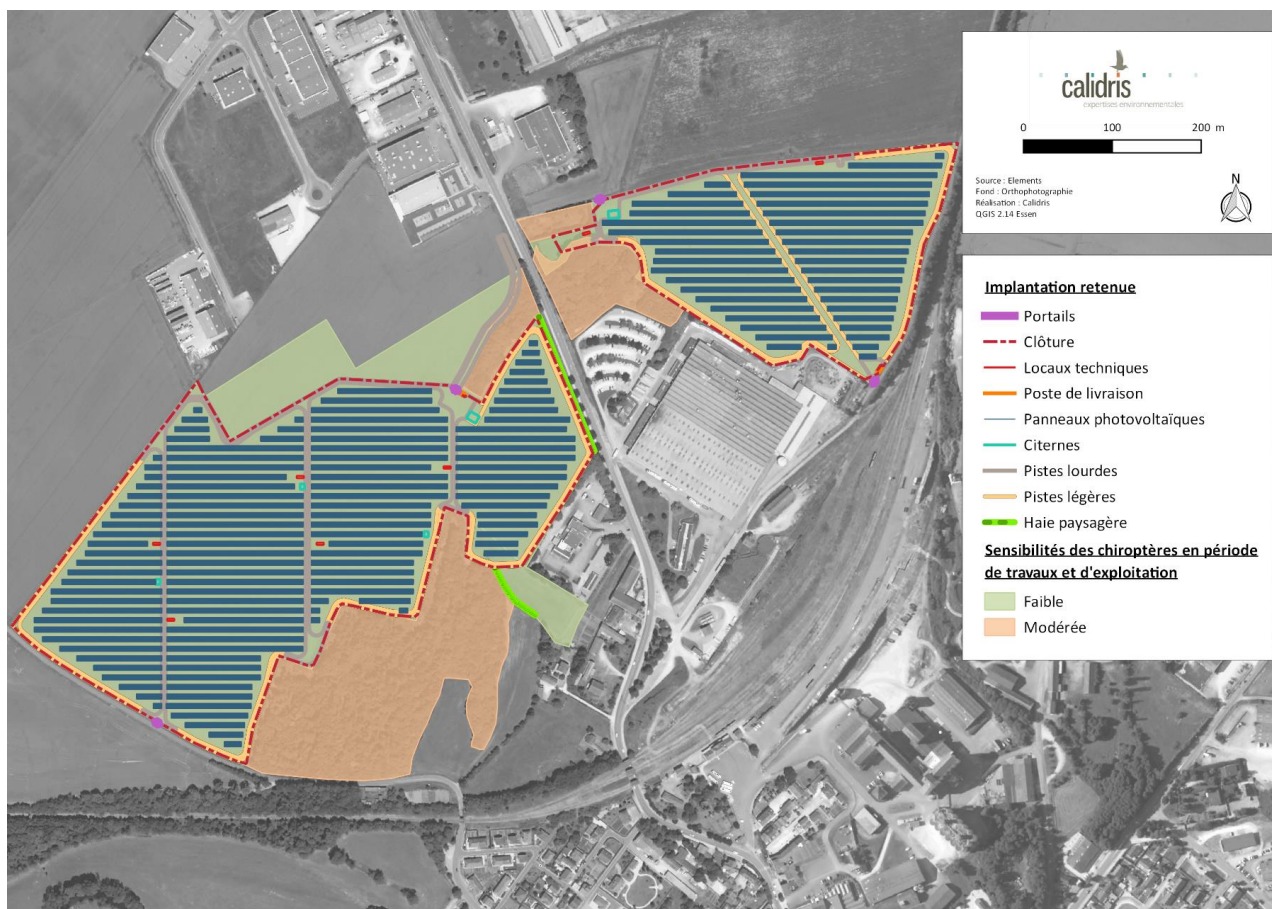 calidris
expertises environnementales
0 100 200 m
Source : Elements
Fond : Orthophotographie
Réalisation : Calidris
QGIS 2.14 Essen
N
Implantation retenue
Portails
Clôture
Locaux techniques
Poste de livraison
Panneaux photovoltaïques
Citernes
Pistes lourdes
Pistes légères
Haie paysagère
Sensibilités des chiroptères en période
de travaux et d'exploitation
Faible
Modérée